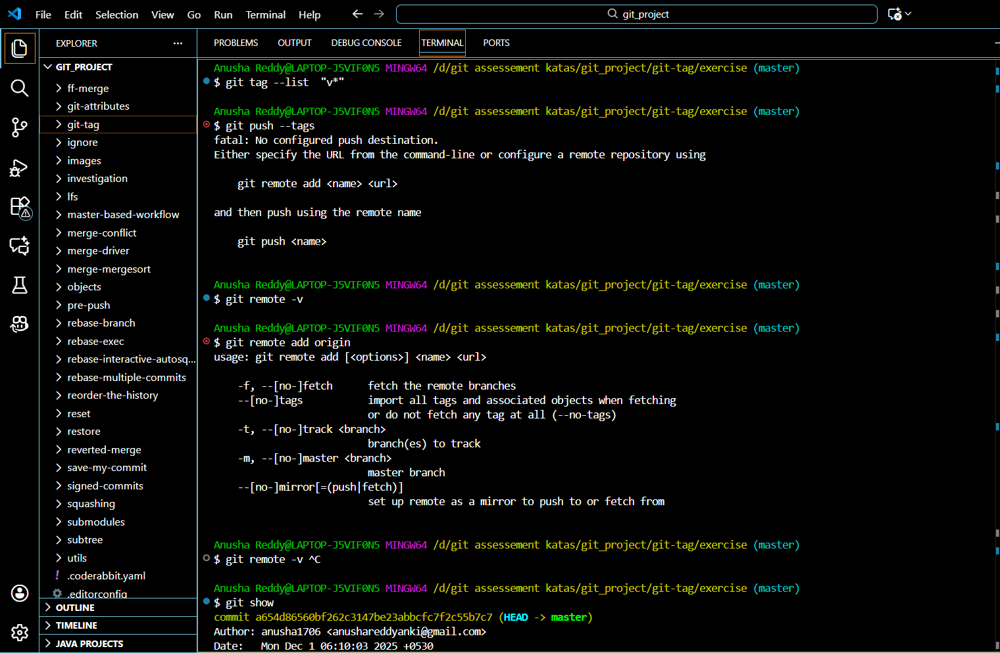 File Edit Selection View Go Run Terminal Help
git_project
EXPLORER
GIT_PROJECT
ff-merge
git-attributes
git-tag
ignore
images
investigation
lfs
master-based-workflow
merge-conflict
merge-driver
merge-mergesort
objects
pre-push
rebase-branch
rebase-exec
rebase-interactive-autosq...
rebase-multiple-commits
reorder-the-history
reset
restore
reverted-merge
save-my-commit
signed-commits
squashing
submodules
subtree
utils
! .coderabbit.yaml
.editorconfig
OUTLINE
TIMELINE
JAVA PROJECTS
PROBLEMS OUTPUT DEBUG CONSOLE TERMINAL PORTS
Anusha Reddy@LAPTOP-J5VIF0N5 MINGW64 /d/git assessement katas/git_project/git-tag/exercise (master)
$ git tag --list  "v*"
Anusha Reddy@LAPTOP-J5VIF0N5 MINGW64 /d/git assessement katas/git_project/git-tag/exercise (master)
$ git push --tags
fatal: No configured push destination.
Either specify the URL from the command-line or configure a remote repository using
git remote add <name> <url>
and then push using the remote name
git push <name>
Anusha Reddy@LAPTOP-J5VIF0N5 MINGW64 /d/git assessement katas/git_project/git-tag/exercise (master)
$ git remote -v
Anusha Reddy@LAPTOP-J5VIF0N5 MINGW64 /d/git assessement katas/git_project/git-tag/exercise (master)
$ git remote add origin
usage: git remote add [<options>] <name> <url>
-f, --[no-]fetch      fetch the remote branches
--[no-]tags           import all tags and associated objects when fetching
or do not fetch any tag at all (--no-tags)
-t, --[no-]track <branch>
branch(es) to track
-m, --[no-]master <branch>
master branch
--[no-]mirror[=(push|fetch)]
set up remote as a mirror to push to or fetch from
Anusha Reddy@LAPTOP-J5VIF0N5 MINGW64 /d/git assessement katas/git_project/git-tag/exercise (master)
$ git remote -v ^C
Anusha Reddy@LAPTOP-J5VIF0N5 MINGW64 /d/git assessement katas/git_project/git-tag/exercise (master)
$ git show
commit a654d86560bf262c3147be23abbcfc7f2c55b7c7 (HEAD -> master)
Author: anusha1706 <anushareddyanki@gmail.com>
Date:   Mon Dec 1 06:10:03 2025 +0530